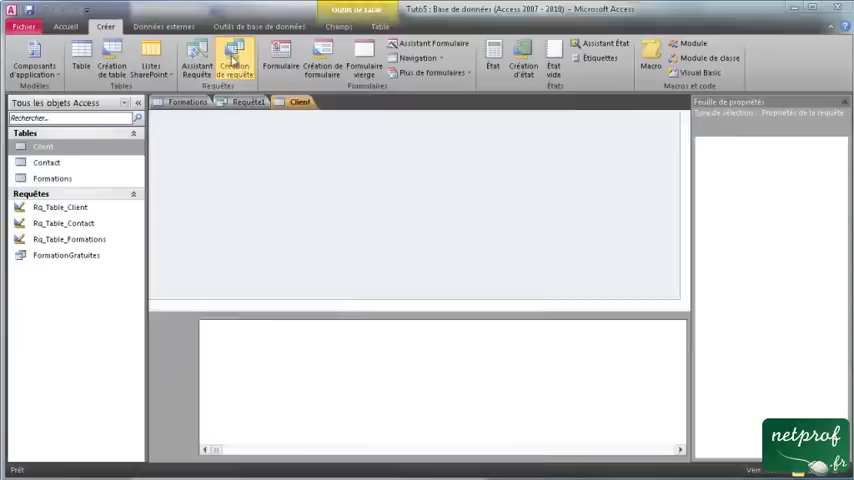 Tuto5 : Base de données (Access 2007 - 2010) – Microsoft Access
Outils de table
Fichier Accueil Créer Données externes Outils de base de données Champs Table
Composants d'application
Table
Création de table
Listes SharePoint
Assistant Requête
Création de requête
Formulaire
Création de formulaire
Formulaire vierge
Assistant Formulaire
Navigation
Plus de formulaires
État
Création d'état
État vide
Assistant État
Étiquettes
Macro
Module
Module de classe
Visual Basic
Modèles Tables Requêtes Formulaires États Macros et code
Tous les objets Access
Rechercher...
Tables
Client
Contact
Formations
Requêtes
Rq_Table_Client
Rq_Table_Contact
Rq_Table_Formations
FormationGratuites
Formations Requête1 Client
Feuille de propriétés
Type de sélection : Propriétés de la requête
Prêt
Verr
netprof
.fr